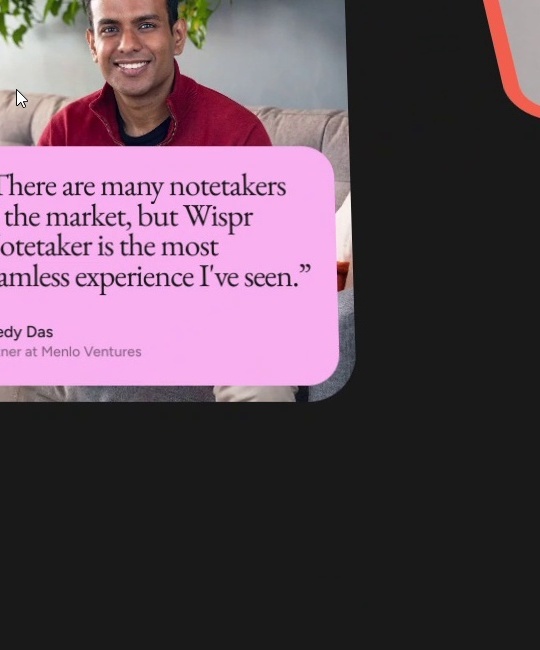 There are many notetakers
the market, but Wispr
otetaker is the most
amless experience I've seen.”
edy Das
ner at Menlo Ventures